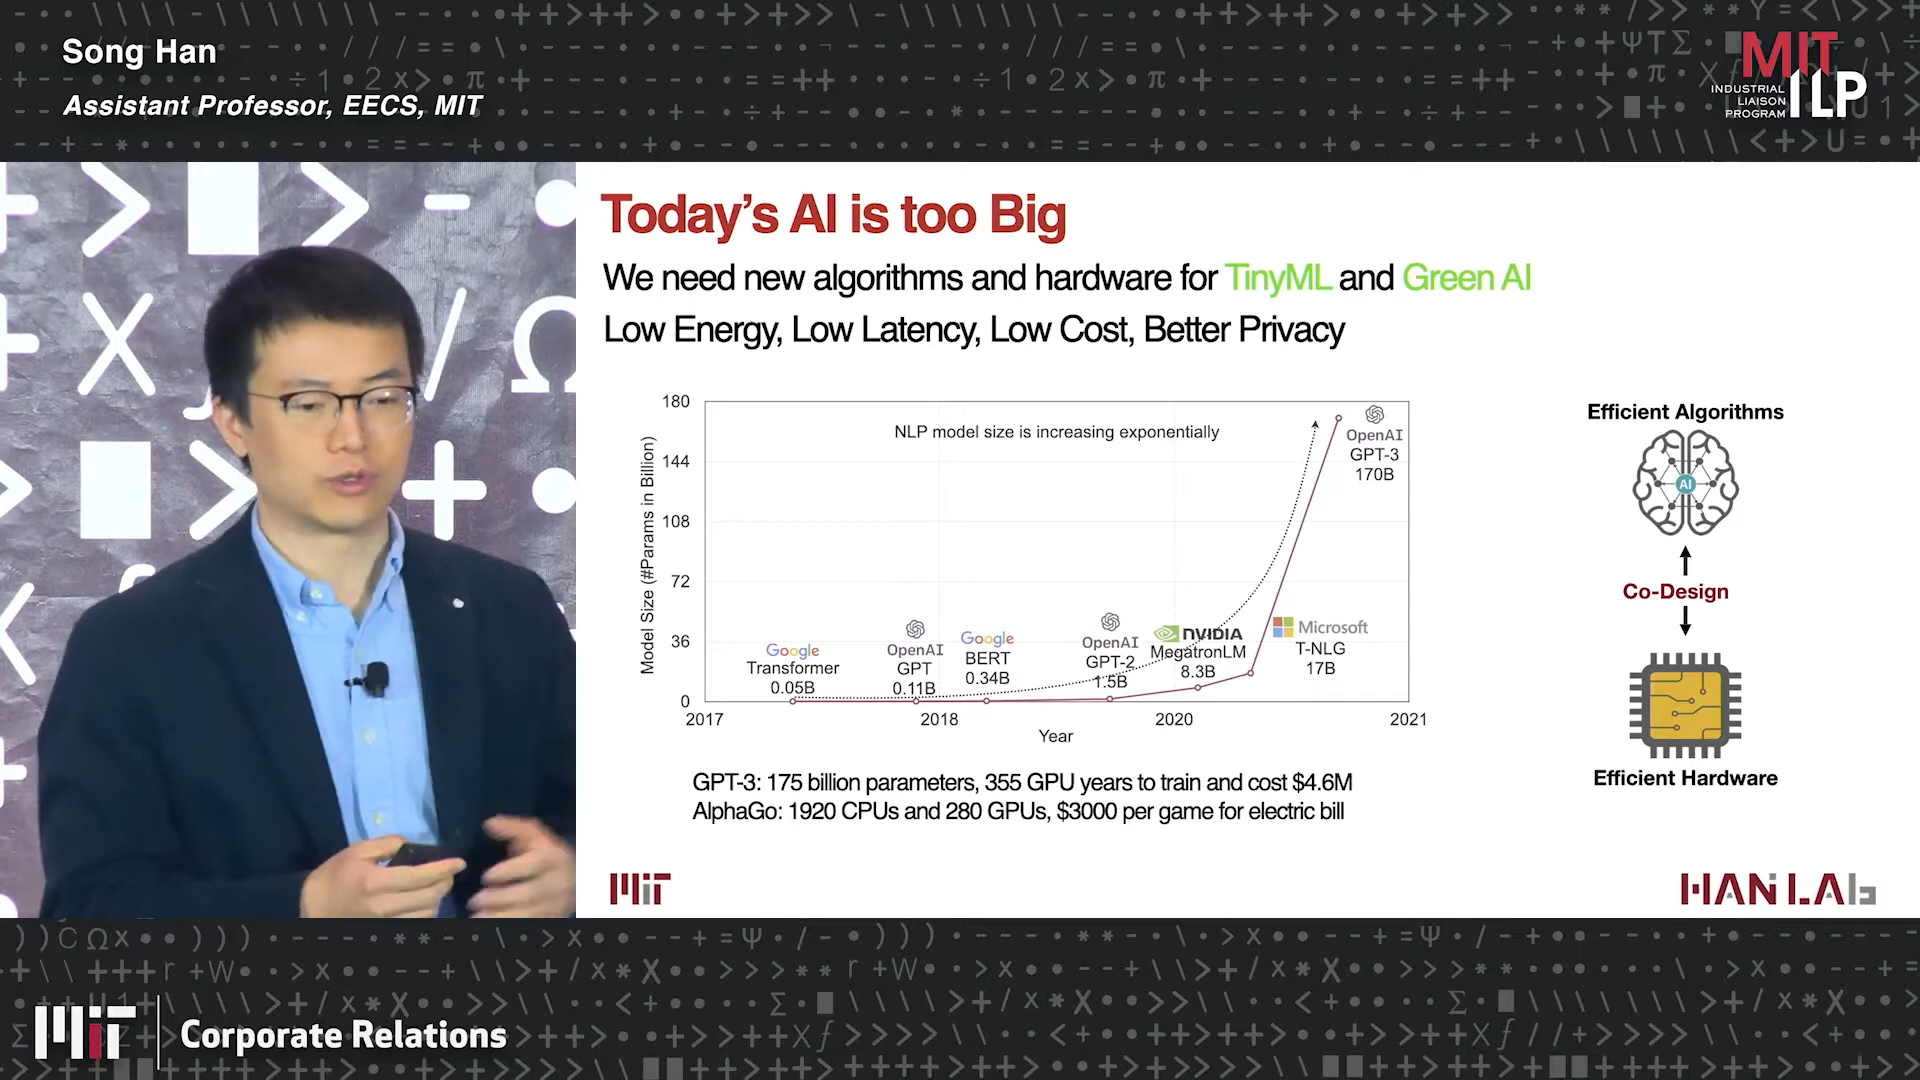 Song Han
Assistant Professor, EECS, MIT
MIT
INDUSTRIAL
LIAISON
PROGRAM
ILP
Today's AI is too Big
We need new algorithms and hardware for TinyML and Green AI
Low Energy, Low Latency, Low Cost, Better Privacy
Model Size (#Params in Billion)
180
144
108
72
36
0
NLP model size is increasing exponentially
Google
Transformer
0.05B
OpenAI
GPT
0.11B
Google
BERT
0.34B
OpenAI
GPT-2
1.5B
NVIDIA
MegatronLM
8.3B
Microsoft
T-NLG
17B
OpenAI
GPT-3
170B
2017
2018
2020
2021
Year
Efficient Algorithms
AI
Co-Design
Efficient Hardware
GPT-3: 175 billion parameters, 355 GPU years to train and cost $4.6M
AlphaGo: 1920 CPUs and 280 GPUs, $3000 per game for electric bill
MIT
HAN LAb
MIT
Corporate Relations